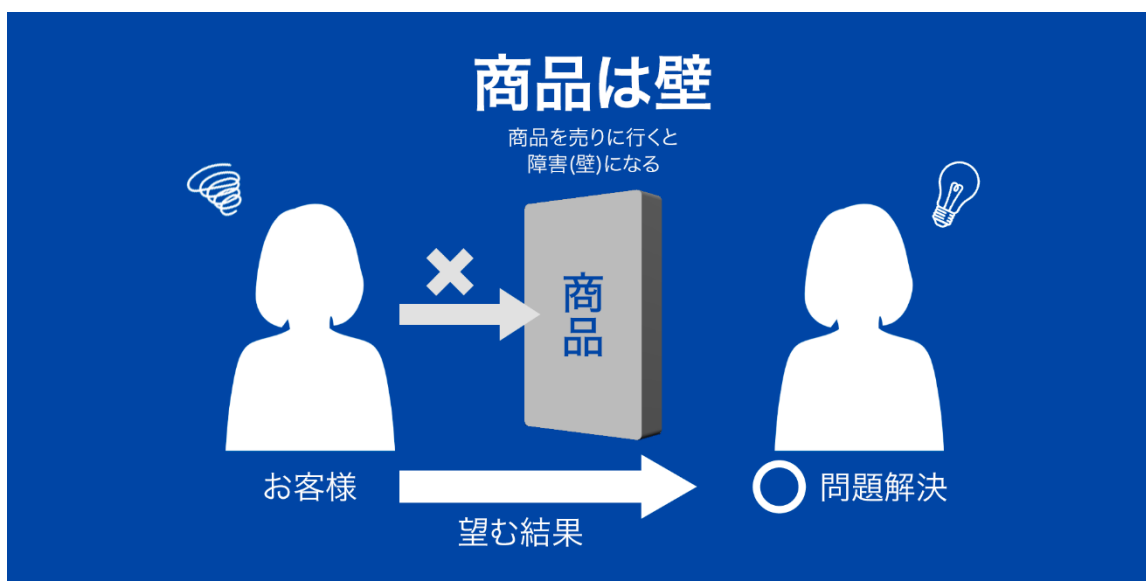 商品は壁
商品を売りに行くと
障害(壁)になる
商品
お客様
望む結果
問題解決